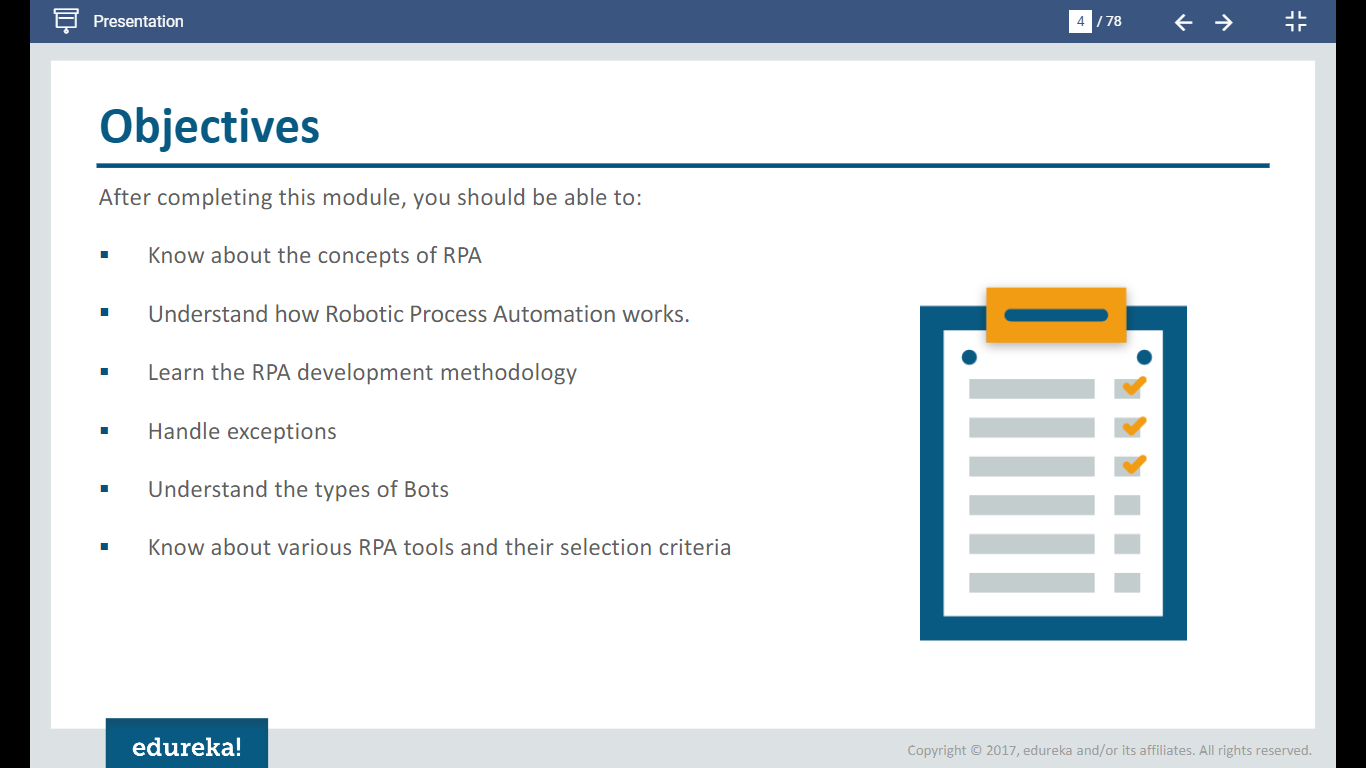 Presentation
4 / 78
Objectives
After completing this module, you should be able to:
▪ Know about the concepts of RPA
▪ Understand how Robotic Process Automation works.
▪ Learn the RPA development methodology
▪ Handle exceptions
▪ Understand the types of Bots
▪ Know about various RPA tools and their selection criteria
edureka!
Copyright © 2017, edureka and/or its affiliates. All rights reserved.